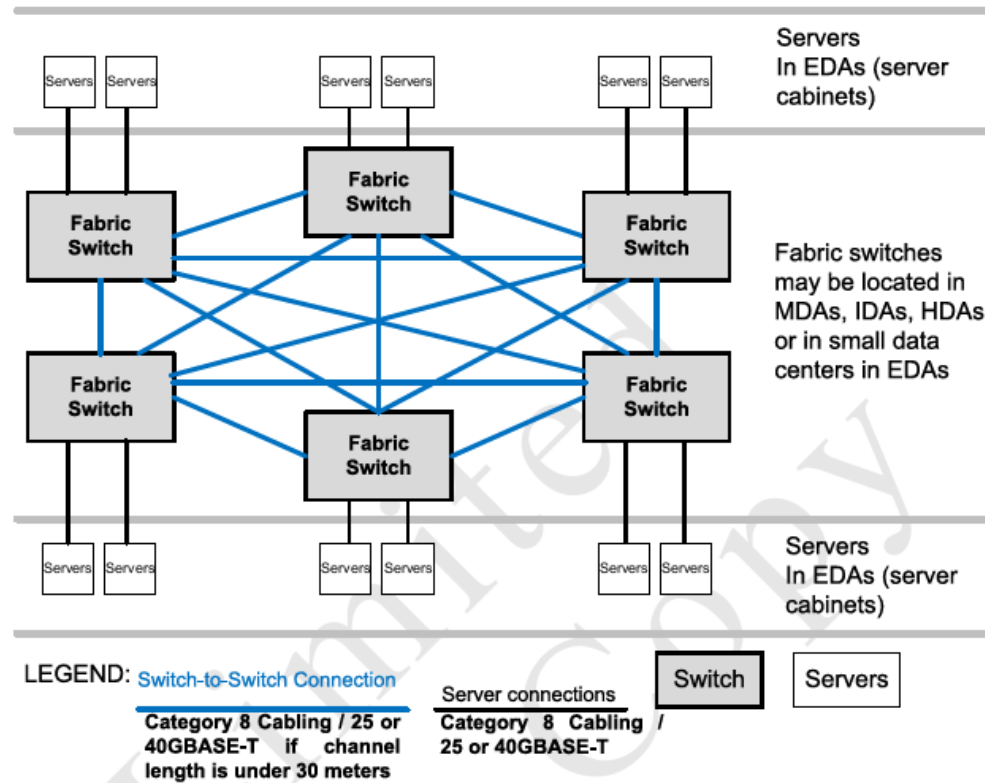 Servers
In EDAs (server
cabinets)
Servers Servers Servers Servers Servers Servers
Fabric
Switch
Fabric
Switch
Fabric
Switch
Fabric switches
may be located in
MDAs, IDAs, HDAs
or in small data
centers in EDAs
Fabric
Switch
Fabric
Switch
Fabric
Switch
Servers Servers Servers Servers Servers Servers
Servers
In EDAs (server
cabinets)
LEGEND:
Switch-to-Switch Connection
Category 8 Cabling / 25 or
40GBASE-T if channel
length is under 30 meters
Server connections
Category 8 Cabling /
25 or 40GBASE-T
Switch
Servers
Limited
Copy